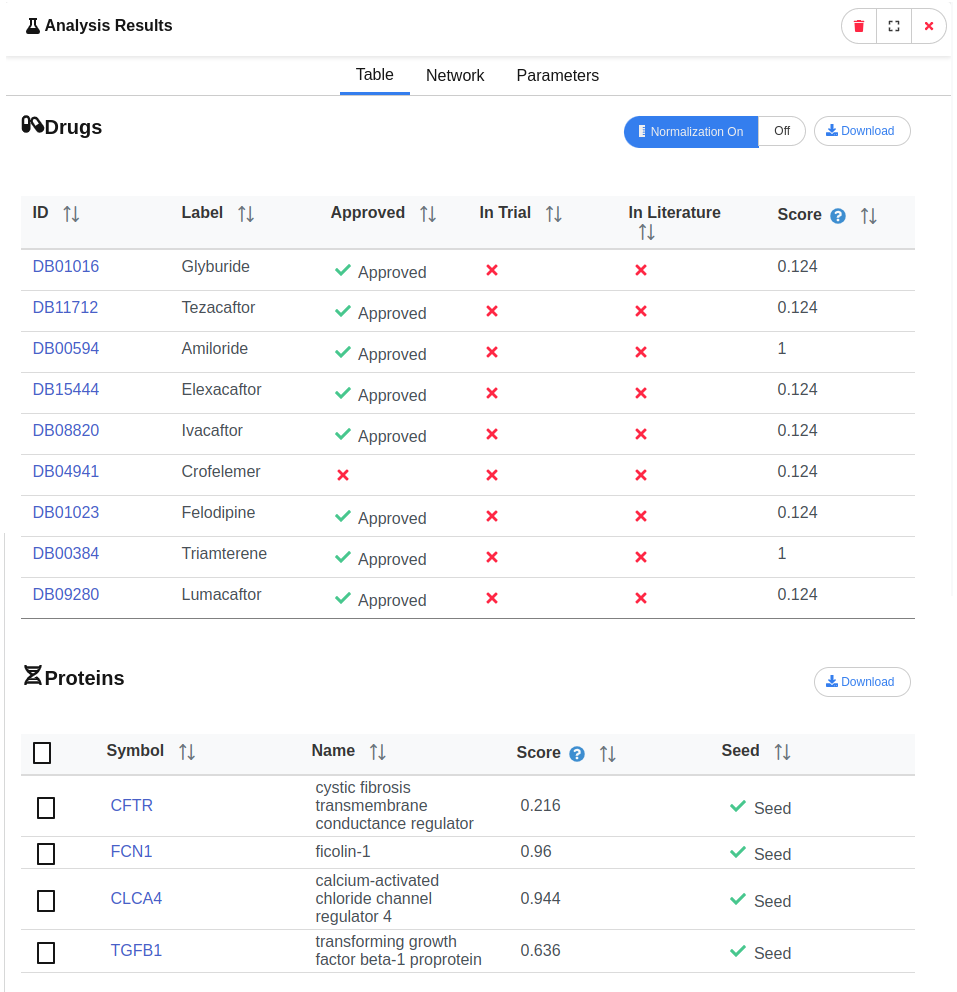 Analysis Results
Table Network Parameters
Drugs
Normalization On Off Download
ID Label Approved In Trial In Literature Score ?
DB01016 Glyburide Approved 0.124
DB11712 Tezacaftor Approved 0.124
DB00594 Amiloride Approved 1
DB15444 Elexacaftor Approved 0.124
DB08820 Ivacaftor Approved 0.124
DB04941 Crofelemer 0.124
DB01023 Felodipine Approved 0.124
DB00384 Triamterene Approved 1
DB09280 Lumacaftor Approved 0.124
Proteins
Download
Symbol Name Score ? Seed
cystic fibrosis
CFTR transmembrane 0.216 Seed
conductance regulator
FCN1 ficolin-1 0.96 Seed
calcium-activated
CLCA4 chloride channel 0.944 Seed
regulator 4
TGFB1 transforming growth 0.636 Seed
factor beta-1 proprotein